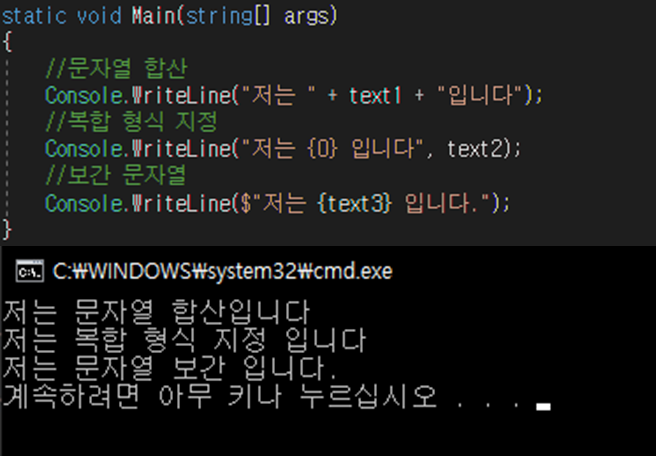 static void Main(string[] args)
{
//문자열 합산
Console.WriteLine("저는 " + text1 + "입니다");
//복합 형식 지정
Console.WriteLine("저는 {0} 입니다", text2);
//보간 문자열
Console.WriteLine($"저는 {text3} 입니다.");
}
C:\WINDOWS\system32\cmd.exe
저는 문자열 합산입니다
저는 복합 형식 지정 입니다
저는 문자열 보간 입니다.
계속하려면 아무 키나 누르십시오 . . .